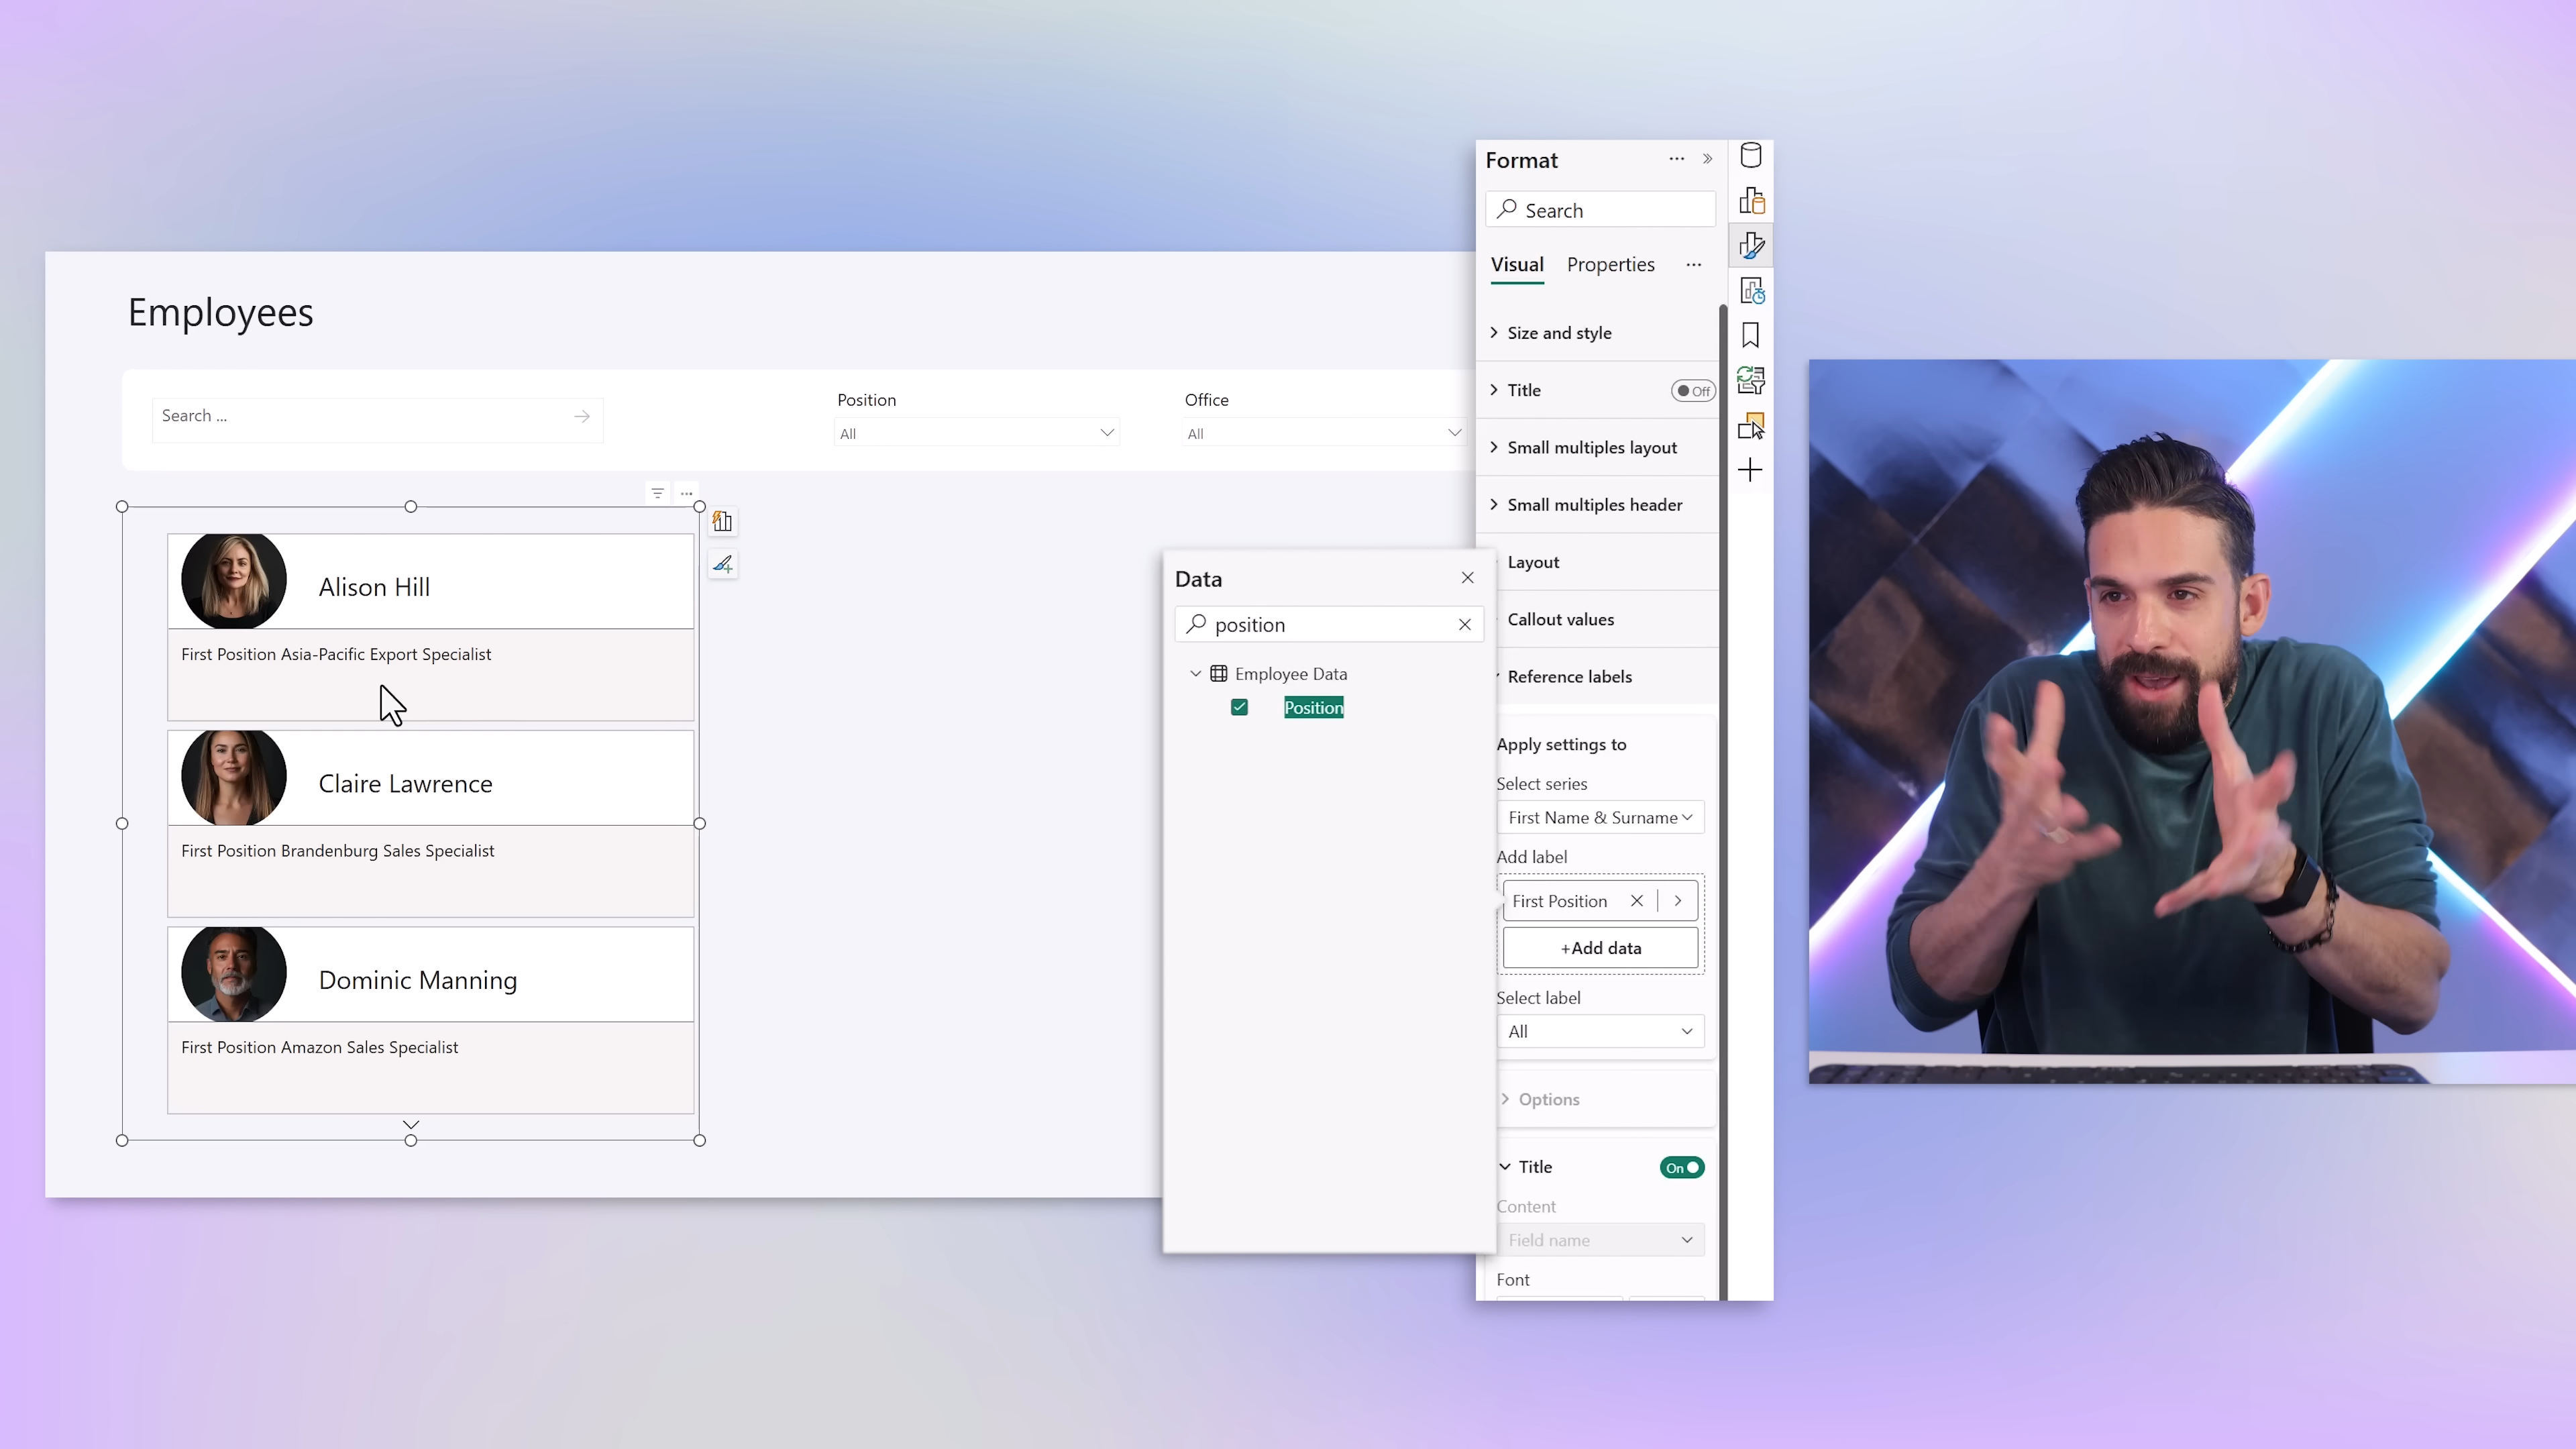 Employees
Search ...
Position
All
Office
All
Alison Hill
First Position Asia-Pacific Export Specialist
Claire Lawrence
First Position Brandenburg Sales Specialist
Dominic Manning
First Position Amazon Sales Specialist
Data
position
Employee Data
Position
Format
Search
Visual
Properties
Size and style
Title
Off
Small multiples layout
Small multiples header
Layout
Callout values
Reference labels
Apply settings to
Select series
First Name & Surname
Add label
First Position
+Add data
Select label
All
Options
Title
On
Content
Field name
Font